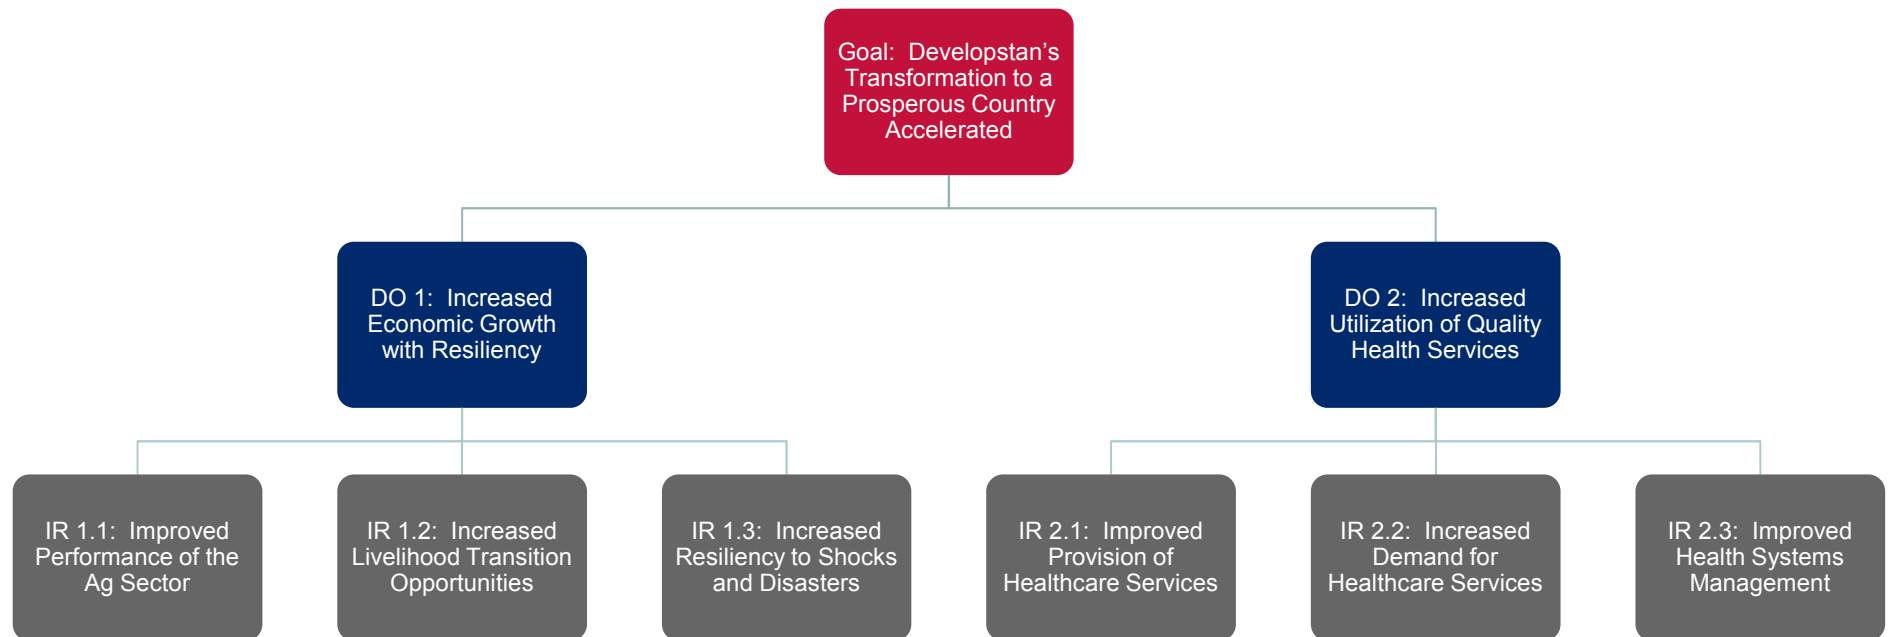 Goal:  Developstan’s
Transformation to a
Prosperous Country
Accelerated
DO 1:  Increased
Economic Growth
with Resiliency
DO 2:  Increased
Utilization of Quality
Health Services
IR 1.1:  Improved
Performance of the
Ag Sector
IR 1.2:  Increased
Livelihood Transition
Opportunities
IR 1.3:  Increased
Resiliency to Shocks
and Disasters
IR 2.1:  Improved
Provision of
Healthcare Services
IR 2.2:  Increased
Demand for
Healthcare Services
IR 2.3:  Improved
Health Systems
Management